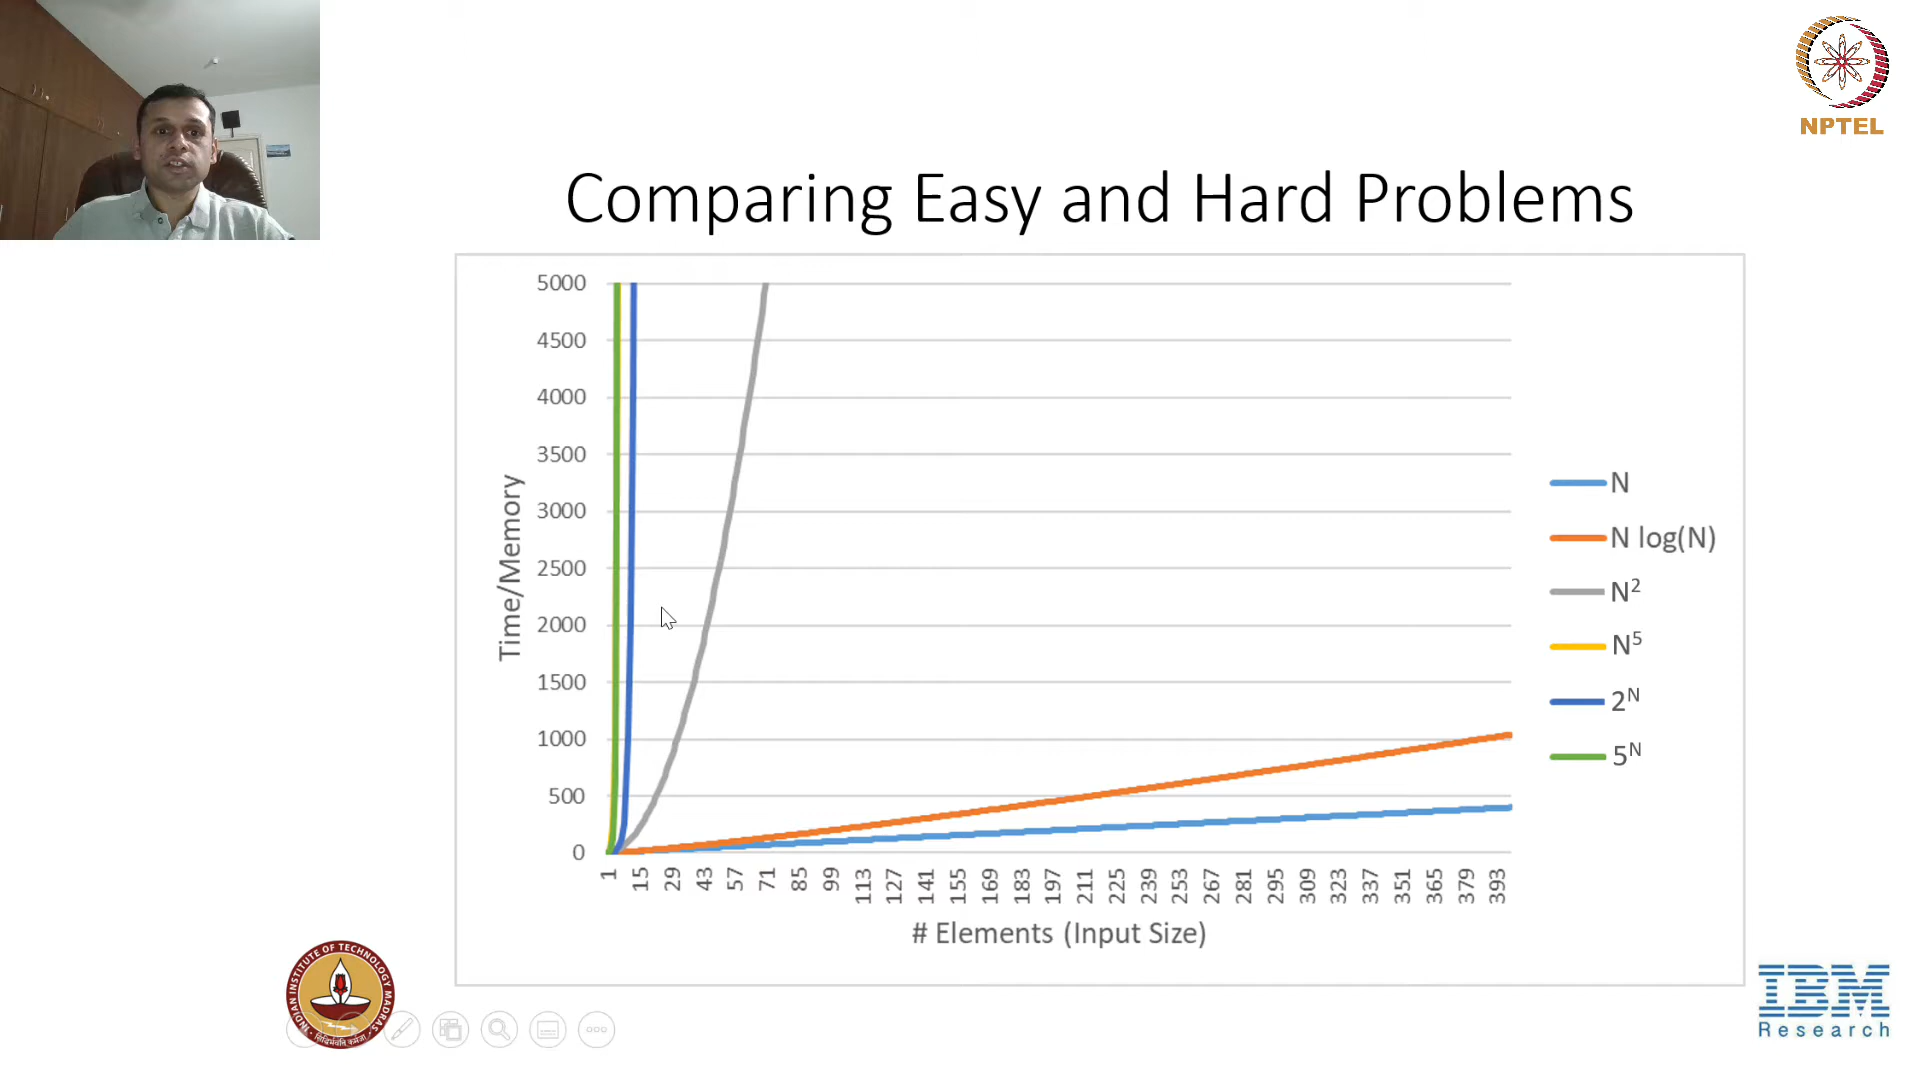 NPTEL
Comparing Easy and Hard Problems
5000
4500
4000
3500
3000
2500
2000
1500
1000
500
0
Time/Memory
1 15 29 43 57 71 85 99 113 127 141 155 169 183 197 211 225 239 253 267 281 295 309 323 337 351 365 379 393
# Elements (Input Size)
N
N log(N)
N²
N⁵
2ᴺ
5ᴺ
INDIAN INSTITUTE OF TECHNOLOGY MADRAS
IBM
Research